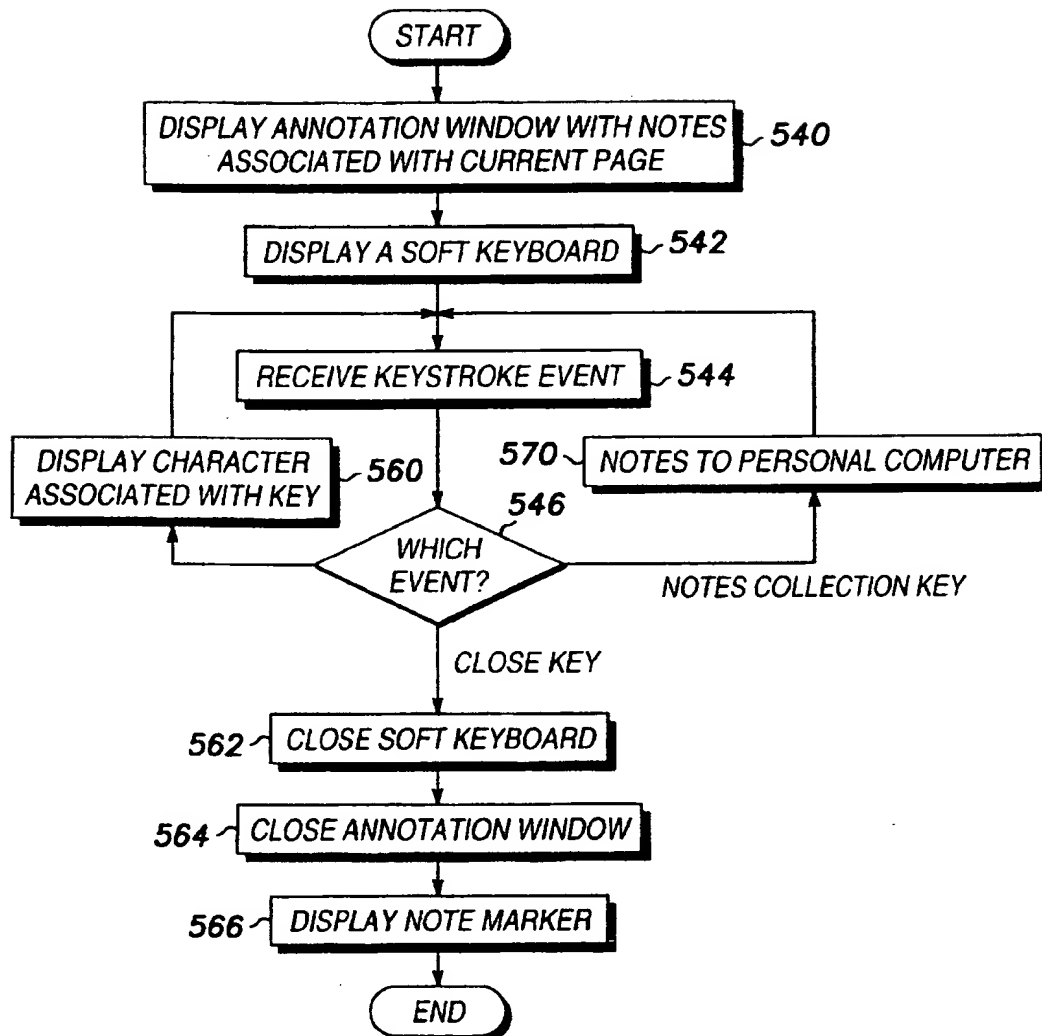 START
DISPLAY ANNOTATION WINDOW WITH NOTES
ASSOCIATED WITH CURRENT PAGE
540
DISPLAY A SOFT KEYBOARD
542
RECEIVE KEYSTROKE EVENT
544
DISPLAY CHARACTER
ASSOCIATED WITH KEY
560
570
NOTES TO PERSONAL COMPUTER
546
WHICH
EVENT?
NOTES COLLECTION KEY
CLOSE KEY
562
CLOSE SOFT KEYBOARD
564
CLOSE ANNOTATION WINDOW
566
DISPLAY NOTE MARKER
END